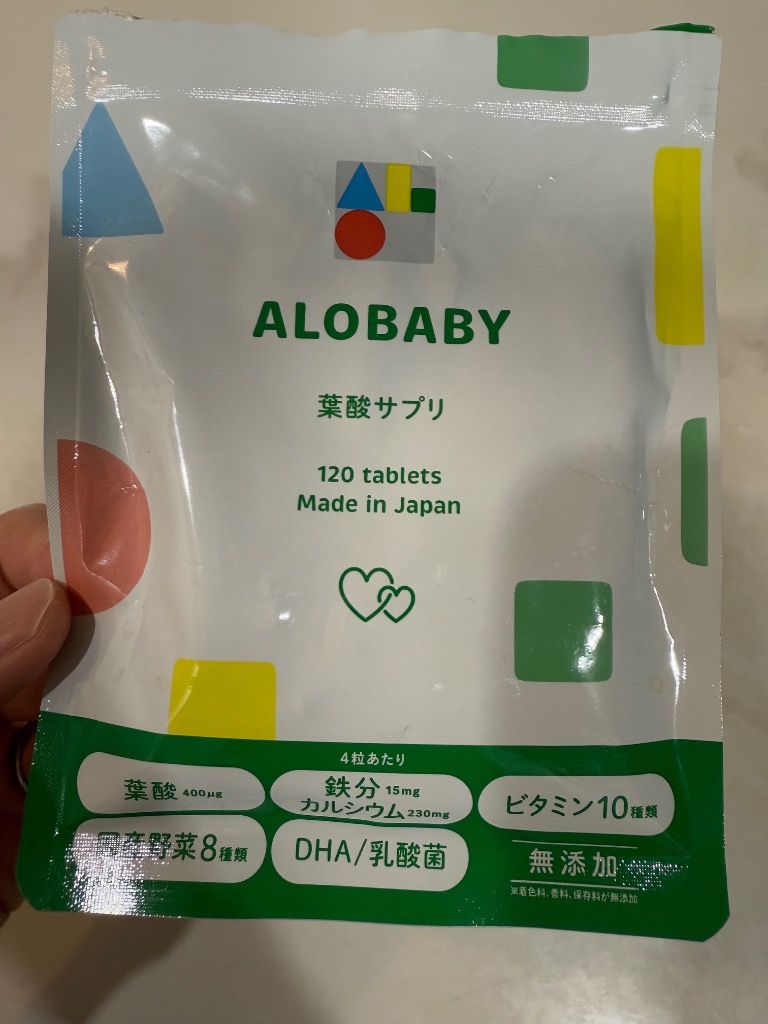 ALOBABY
葉酸サプリ
120 tablets
Made in Japan
4粒あたり
葉酸 400μg
鉄分 15mg
カルシウム 230mg
ビタミン10種類
国産野菜8種類
DHA/乳酸菌
無添加
※着色料、香料、保存料が無添加